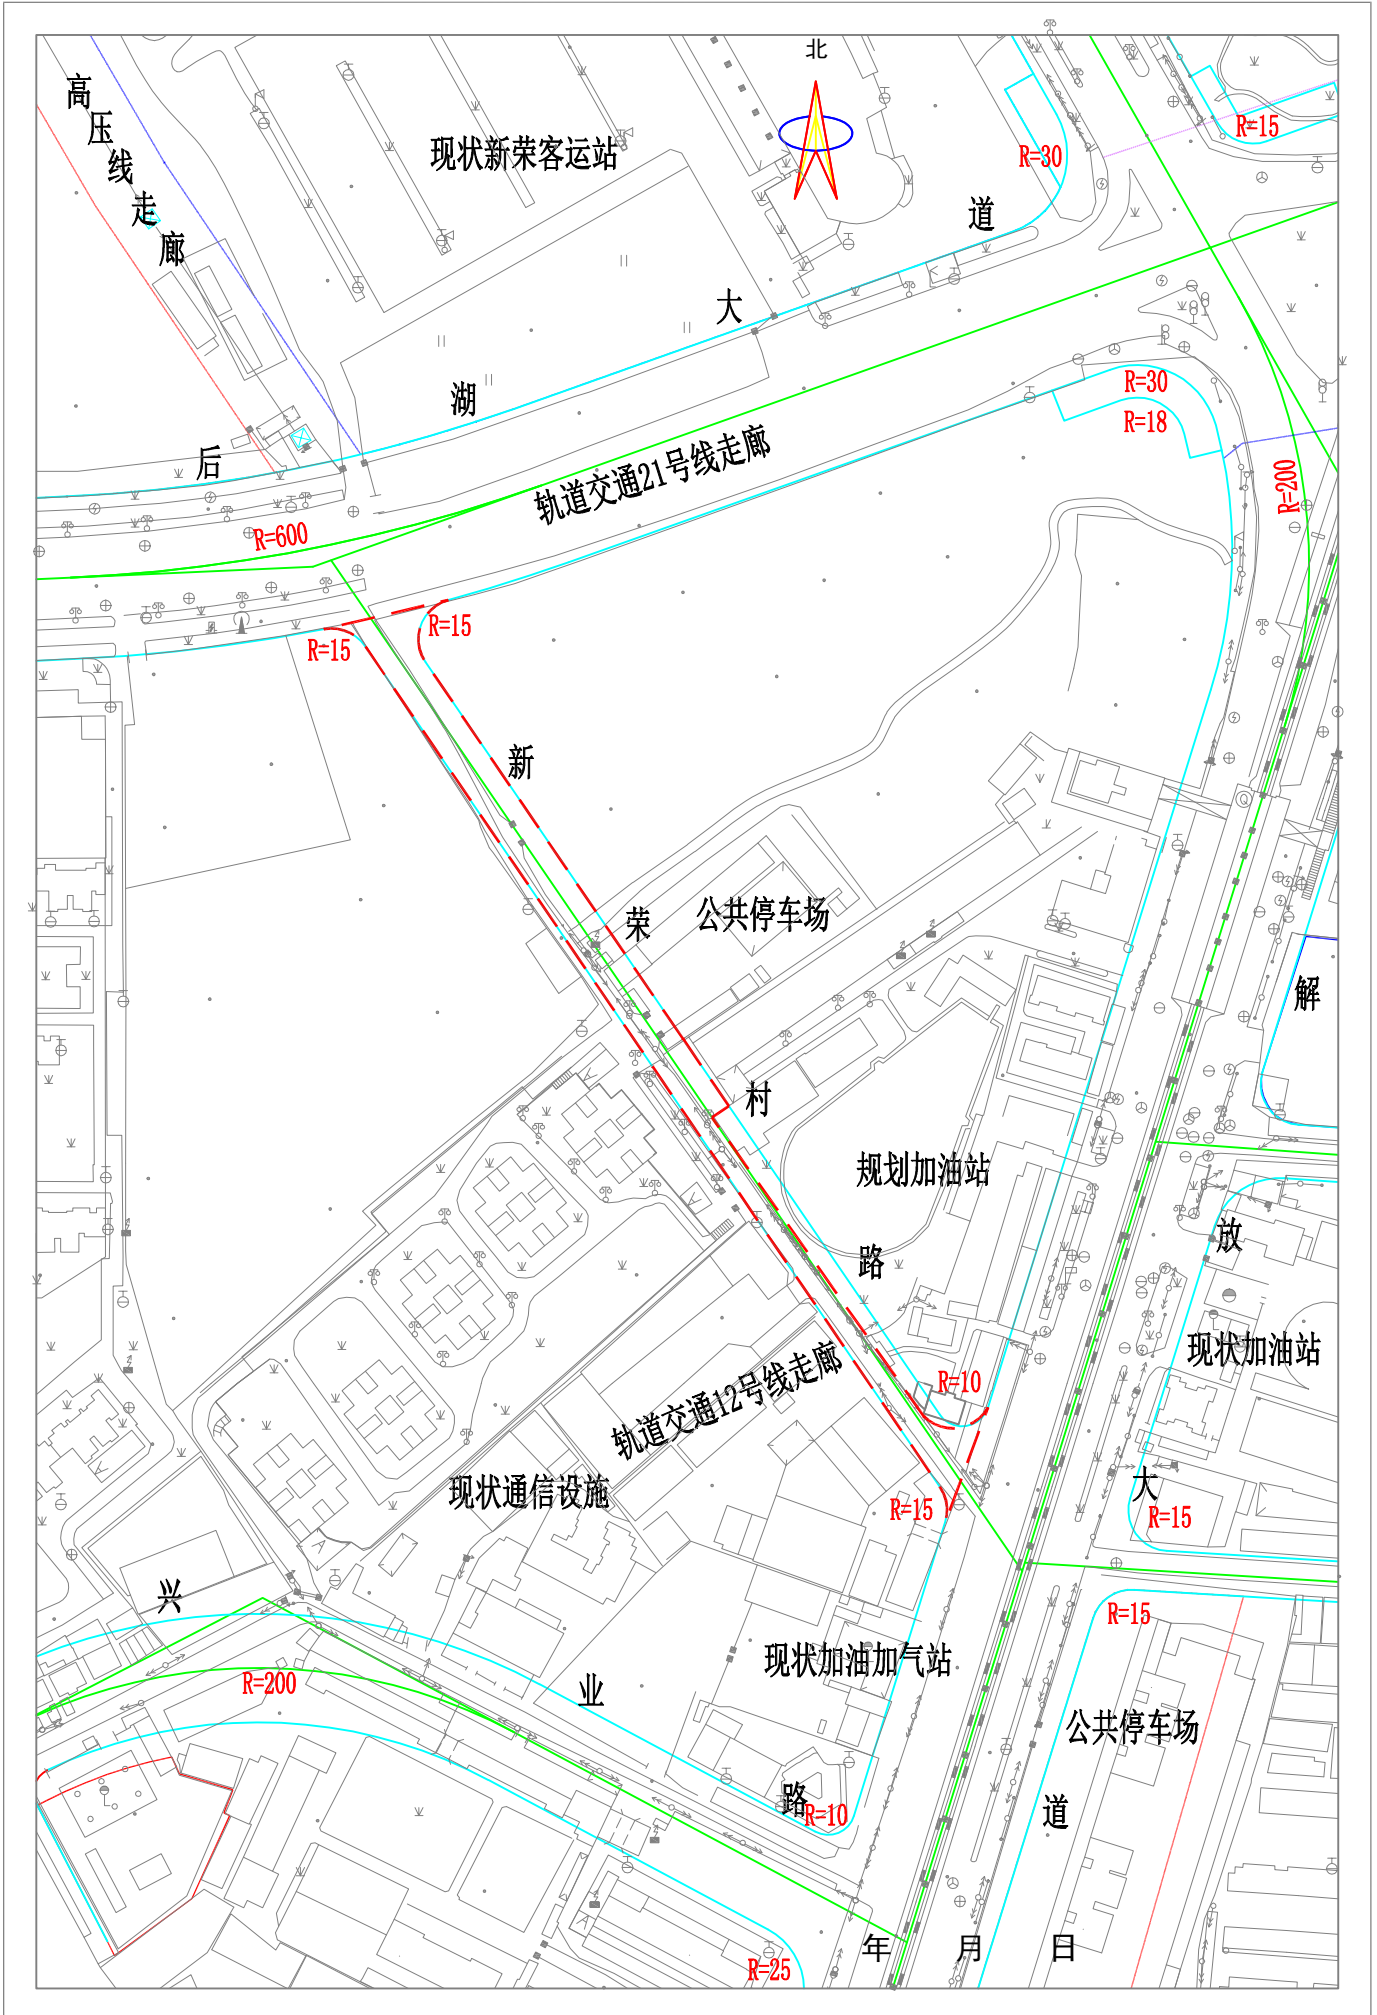 北
高压线走廊
现状新荣客运站
R=15
R=30
后湖大道
R=30
R=18
轨道交通21号线走廊
R=200
R=600
R=15
R=15
新荣村路
公共停车场
解放大道
规划加油站
现状加油站
R=10
轨道交通12号线走廊
现状通信设施
R=15
R=15
兴业路
R=15
R=200
现状加油加气站
公共停车场
R=10
年 月 日
R=25